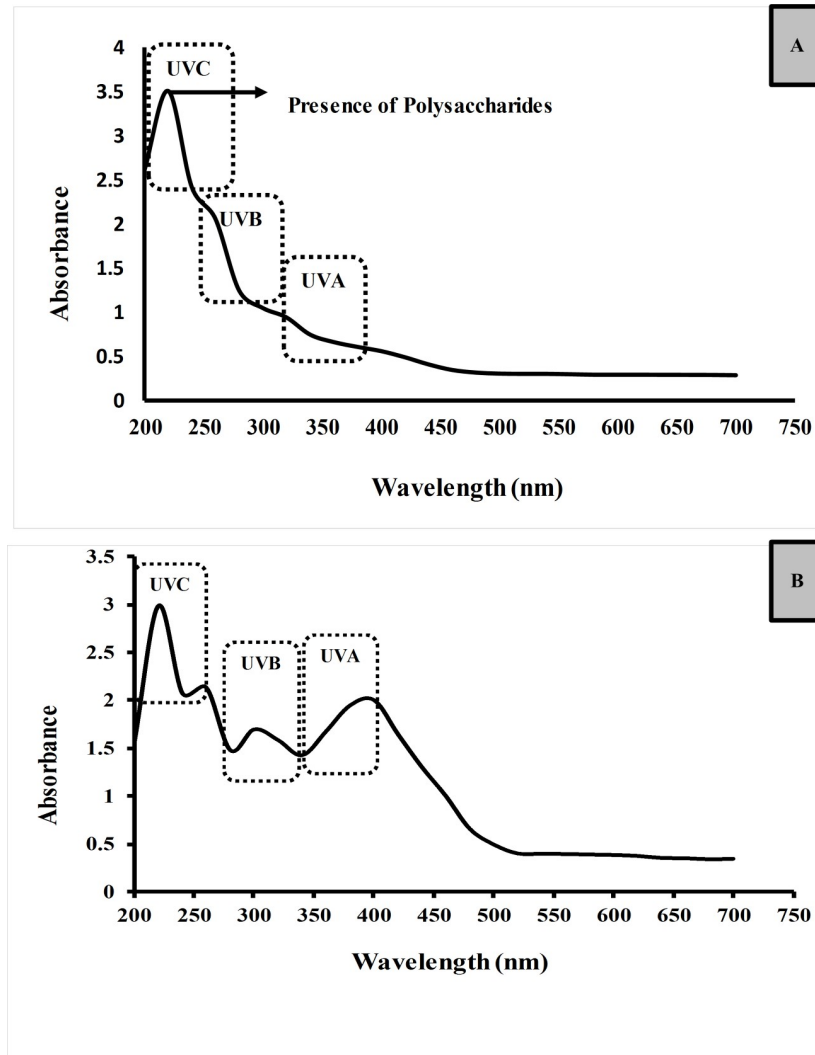 A
4
3.5
3
2.5
2
1.5
1
0.5
0
UVC
Presence of Polysaccharides
UVB
UVA
Absorbance
200 250 300 350 400 450 500 550 600 650 700 750
Wavelength (nm)
B
3.5
3
2.5
2
1.5
1
0.5
0
UVC
UVB
UVA
Absorbance
200 250 300 350 400 450 500 550 600 650 700 750
Wavelength (nm)